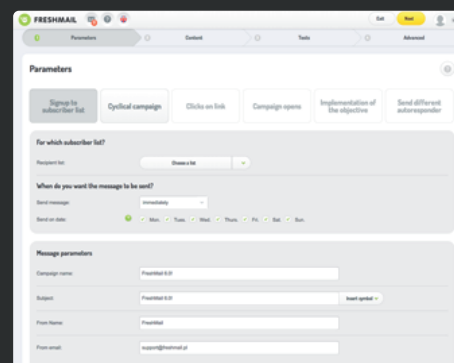 FRESHMAIL
Exit
Next
Parameters
Content
Tests
Advanced
Parameters
Signup to
subscriber list
Cyclical campaign
Clicks on link
Campaign opens
Implementation of
the objective
Send different
autoresponder
For which subscriber list?
Recipient list:
Choose a list
When do you want the message to be sent?
Send message:
immediately
Send on date:
Mon. Tues. Wed. Thurs. Fri. Sat. Sun.
Message parameters
Campaign name:
FreshMail 6.0!
Subject:
FreshMail 6.0!
Insert symbol
From Name:
FreshMail
From email:
support@freshmail.pl